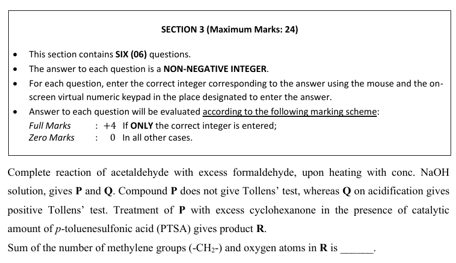 SECTION 3 (Maximum Marks: 24)
• This section contains SIX (06) questions.
• The answer to each question is a NON-NEGATIVE INTEGER.
• For each question, enter the correct integer corresponding to the answer using the mouse and the on-
screen virtual numeric keypad in the place designated to enter the answer.
• Answer to each question will be evaluated according to the following marking scheme:
Full Marks : +4 If ONLY the correct integer is entered;
Zero Marks : 0 In all other cases.
Complete reaction of acetaldehyde with excess formaldehyde, upon heating with conc. NaOH
solution, gives P and Q. Compound P does not give Tollens’ test, whereas Q on acidification gives
positive Tollens’ test. Treatment of P with excess cyclohexanone in the presence of catalytic
amount of p-toluenesulfonic acid (PTSA) gives product R.
Sum of the number of methylene groups (-CH₂-) and oxygen atoms in R is ______.